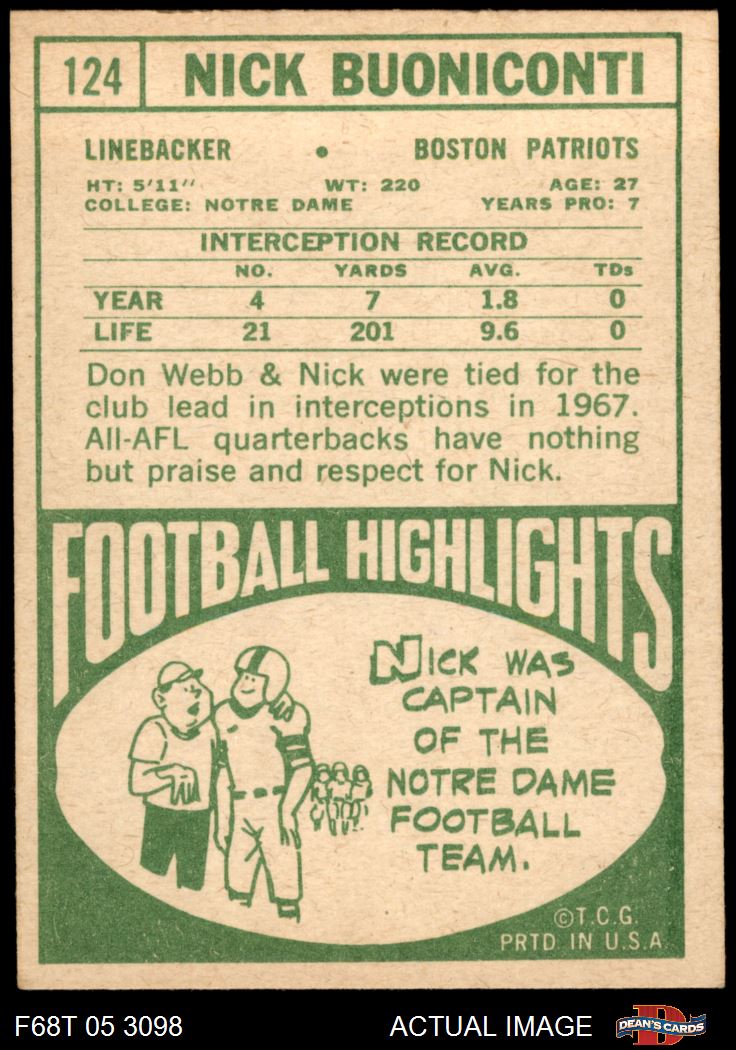 124 NICK BUONICONTI
LINEBACKER • BOSTON PATRIOTS
HT: 5'11" WT: 220 AGE: 27
COLLEGE: NOTRE DAME YEARS PRO: 7
INTERCEPTION RECORD
NO. YARDS AVG. TDs
YEAR 4 7 1.8 0
LIFE 21 201 9.6 0
Don Webb & Nick were tied for the
club lead in interceptions in 1967.
All-AFL quarterbacks have nothing
but praise and respect for Nick.
FOOTBALL HIGHLIGHTS
NICK WAS
CAPTAIN
OF THE
NOTRE DAME
FOOTBALL
TEAM.
©T.C.G.
PRTD. IN U.S.A.
F68T 05 3098 ACTUAL IMAGE D DEAN'S CARDS